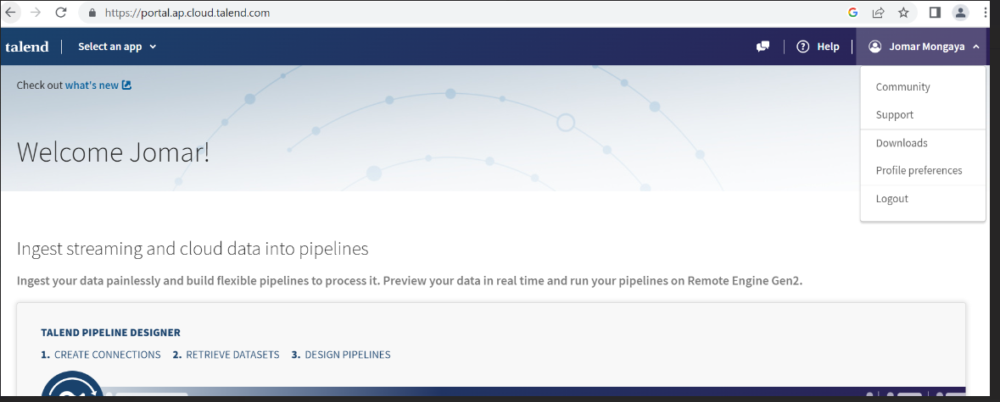 https://portal.ap.cloud.talend.com
talend Select an app Help Jomar Mongaya
Check out what's new
Community
Support
Welcome Jomar!
Downloads
Profile preferences
Logout
Ingest streaming and cloud data into pipelines
Ingest your data painlessly and build flexible pipelines to process it. Preview your data in real time and run your pipelines on Remote Engine Gen2.
TALEND PIPELINE DESIGNER
1. CREATE CONNECTIONS 2. RETRIEVE DATASETS 3. DESIGN PIPELINES